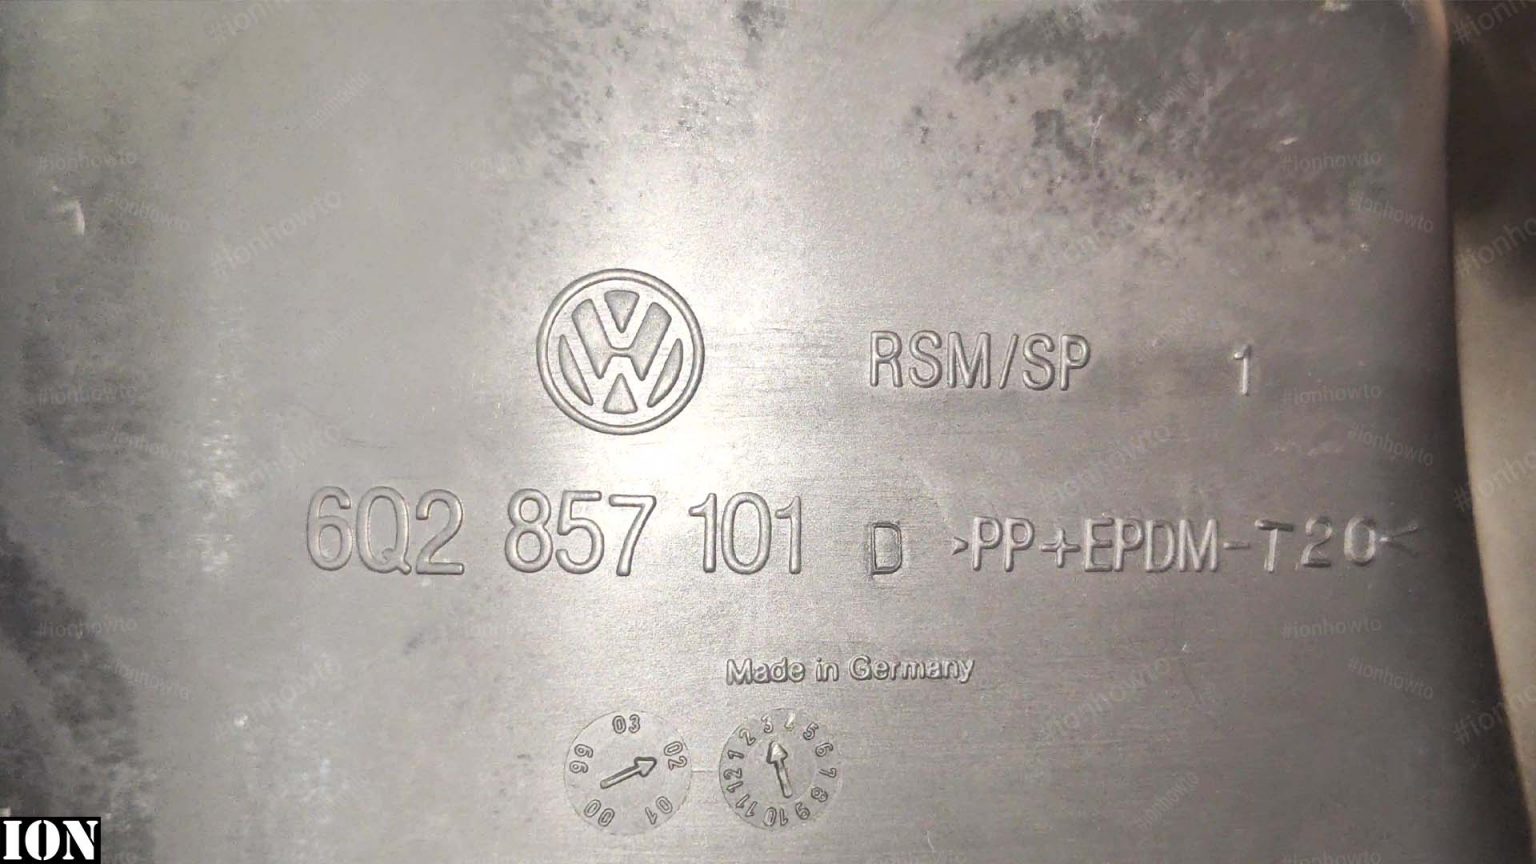 RSM/SP 1
6Q2 857 101 D >PP+EPDM-T20<
Made in Germany
99 00 01 02 03
1 2 3 4 5 6 7 8 9 10 11 12
ION
#ionhowto